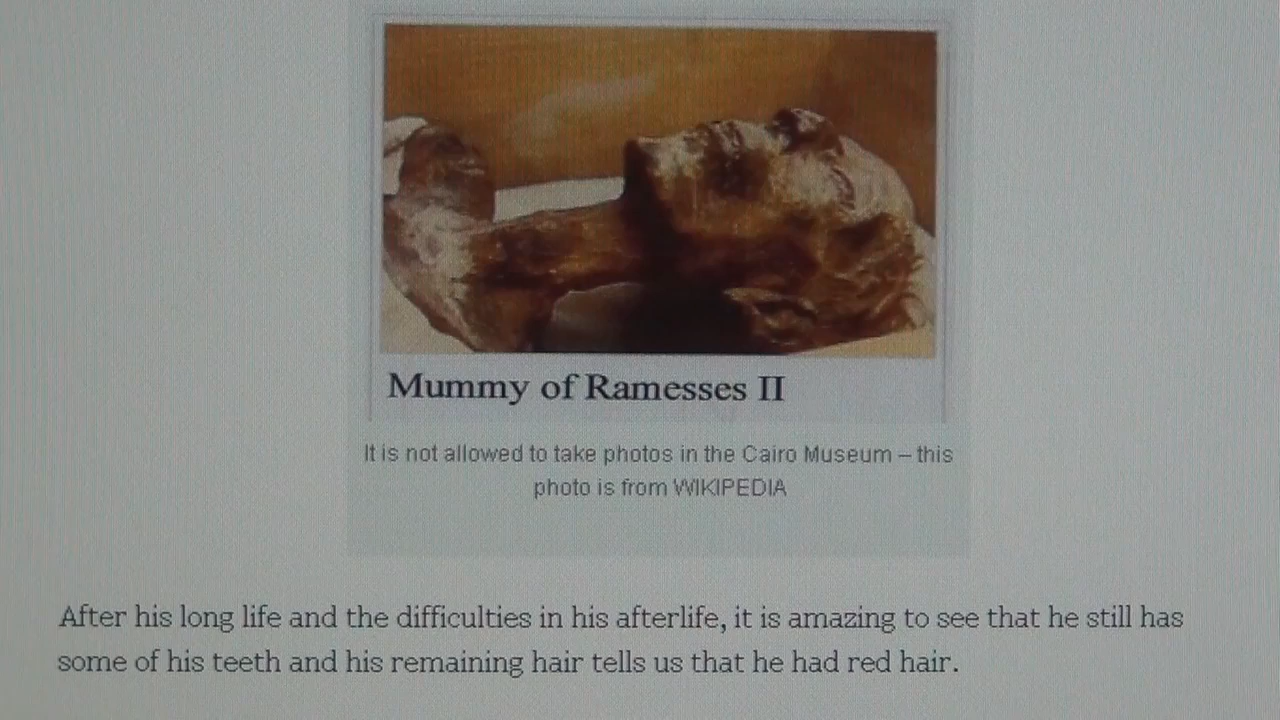 Mummy of Ramesses II
It is not allowed to take photos in the Cairo Museum – this
photo is from WIKIPEDIA
After his long life and the difficulties in his afterlife, it is amazing to see that he still has
some of his teeth and his remaining hair tells us that he had red hair.